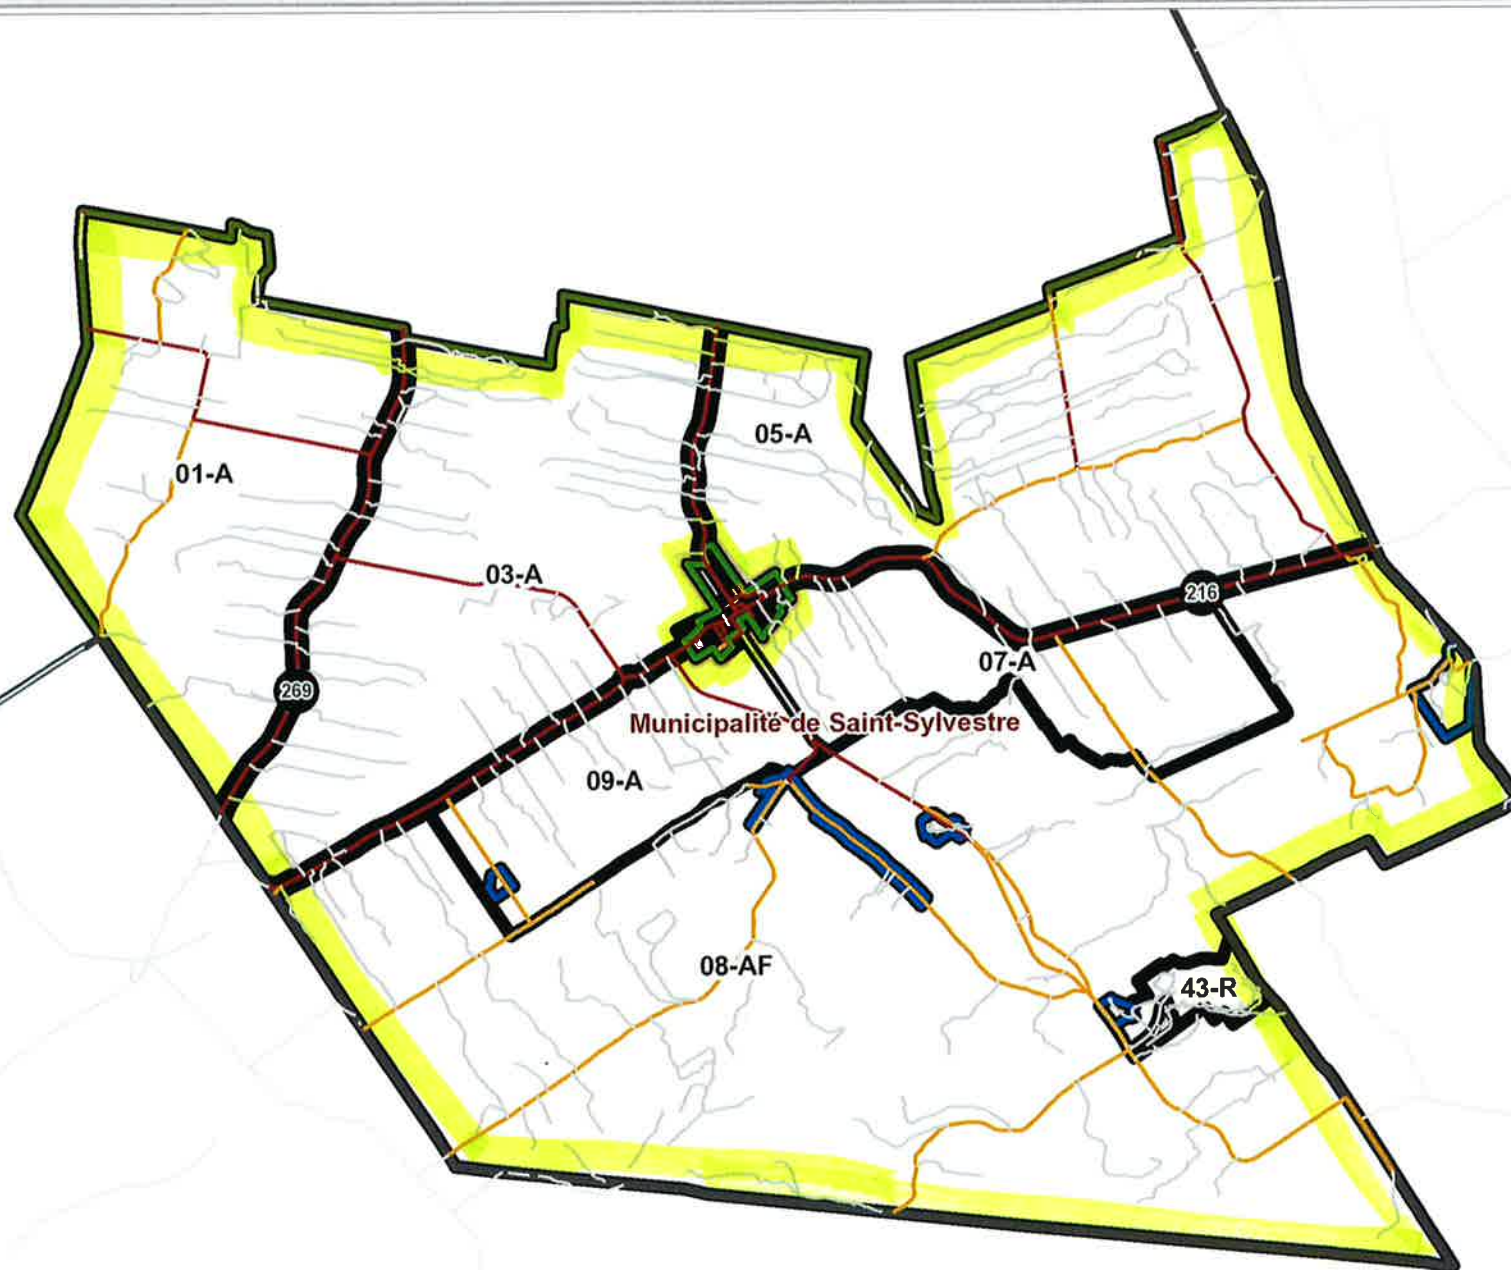 05-A
01-A
03-A
216
07-A
269
Municipalité de Saint-Sylvestre
09-A
08-AF
43-R